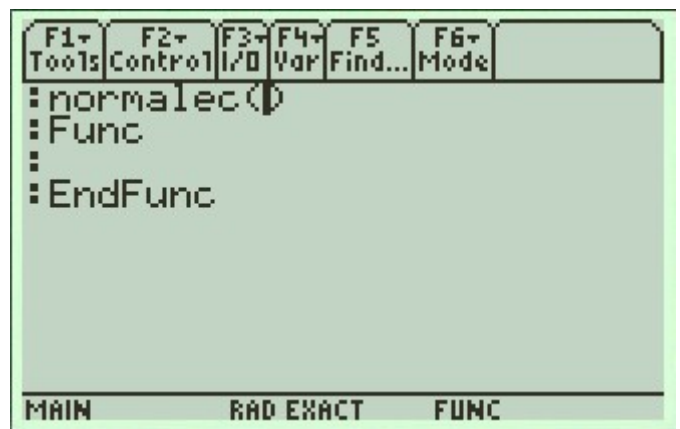 F1▾ F2▾ F3▾ F4▾ F5 F6▾
Tools Control I/O Var Find... Mode
:normalec()
:Func
:
:EndFunc
MAIN RAD EXACT FUNC